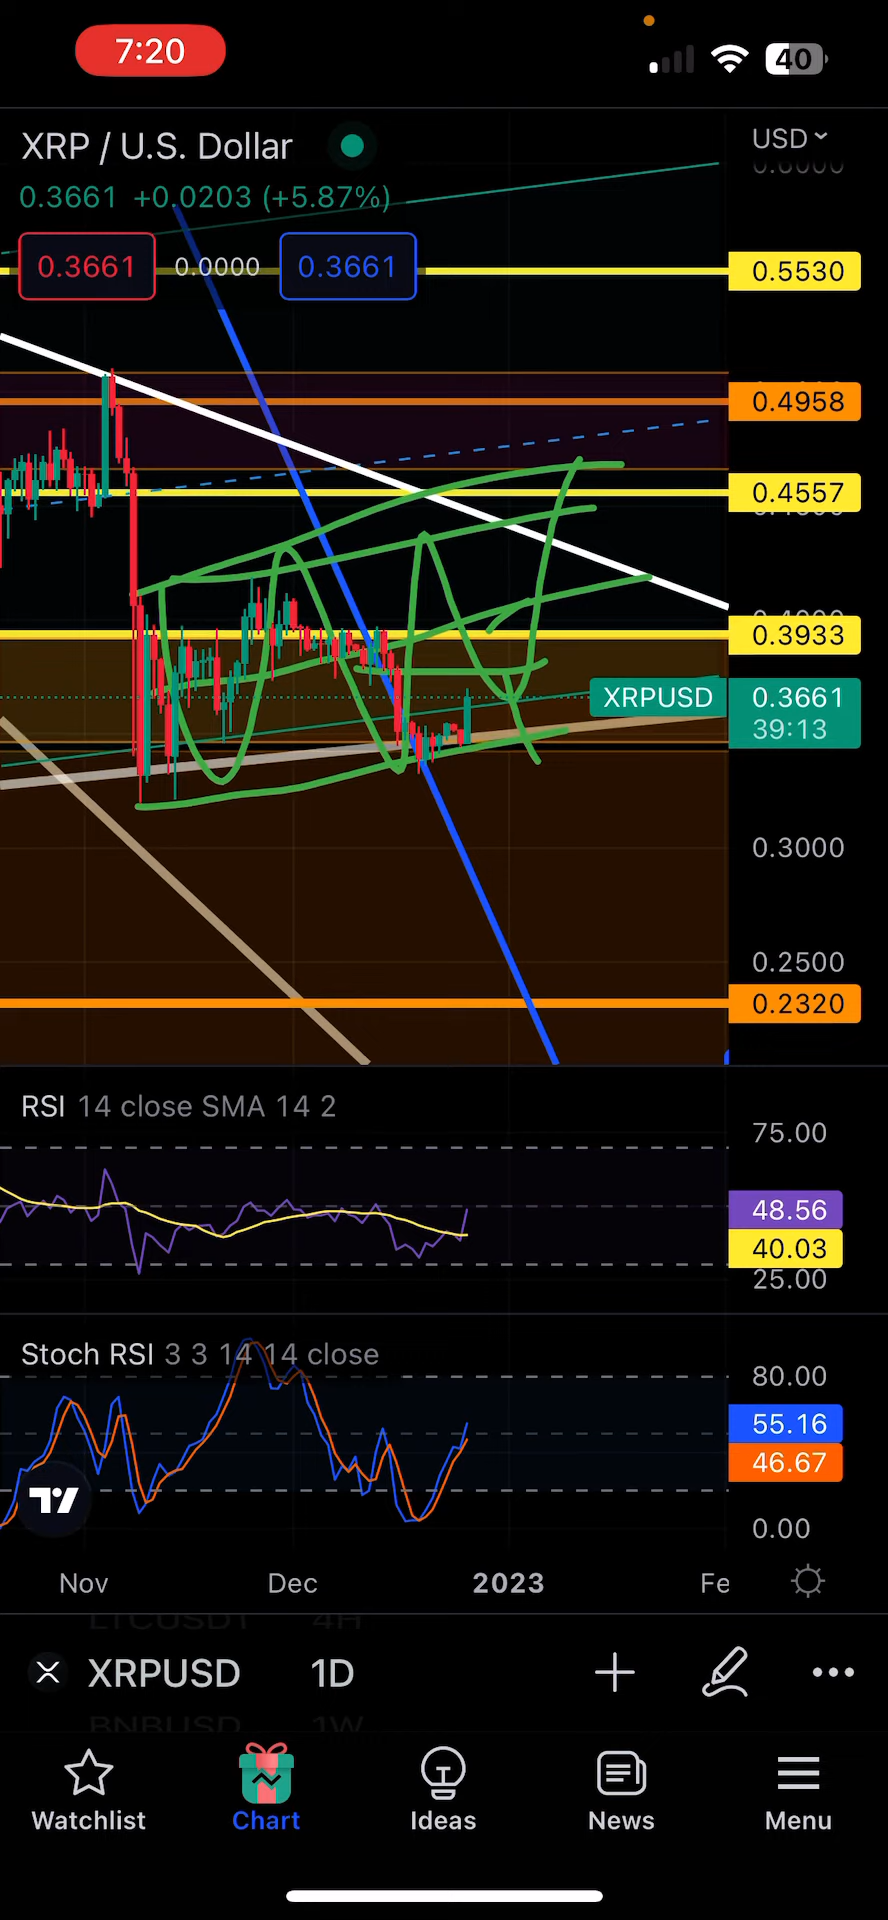 7:20
40
XRP / U.S. Dollar
USD
0.3661 +0.0203 (+5.87%)
0.3661 0.0000 0.3661
0.5530
0.4958
0.4557
0.3933
XRPUSD 0.3661
39:13
0.3000
0.2500
0.2320
RSI 14 close SMA 14 2
75.00
48.56
40.03
25.00
Stoch RSI 3 3 14 14 close
80.00
55.16
46.67
0.00
Nov Dec 2023 Fe
LTCUSDT 4H
XRPUSD 1D
BNBUSD 1W
Watchlist Chart Ideas News Menu